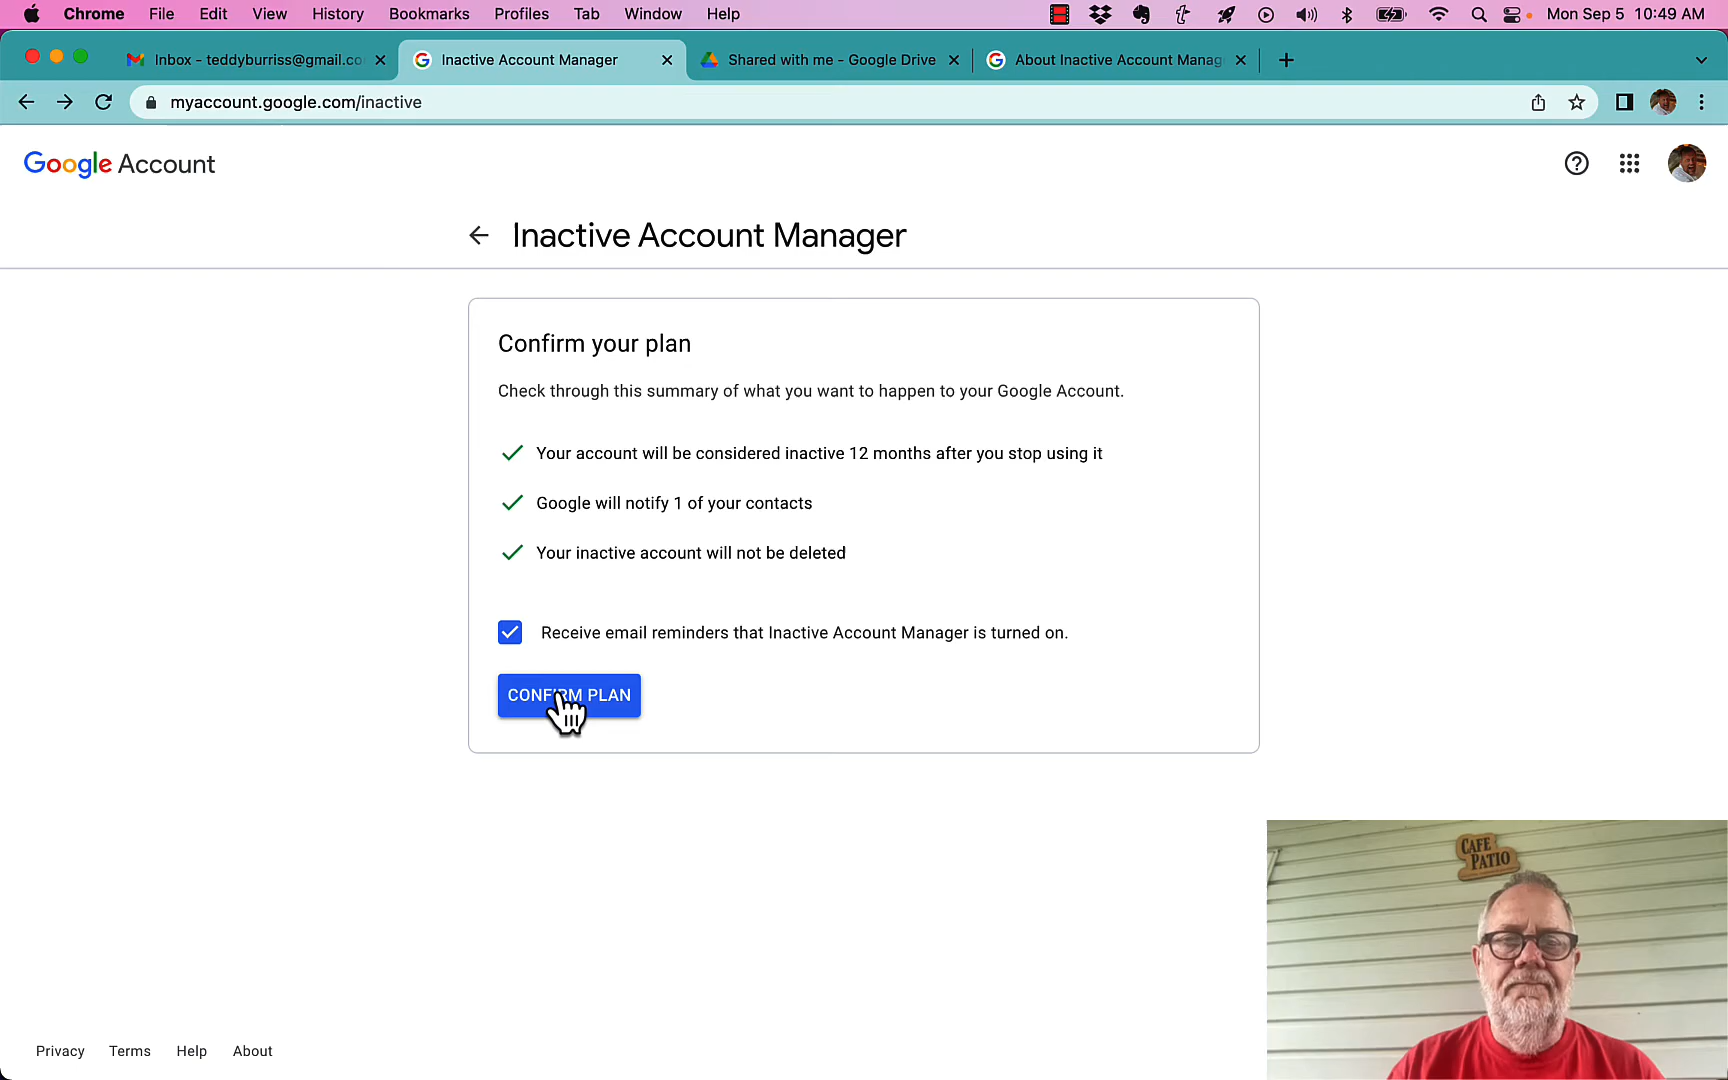 Chrome File Edit View History Bookmarks Profiles Tab Window Help Mon Sep 5 10:49 AM
Inbox - teddyburriss@gmail.co Inactive Account Manager Shared with me - Google Drive About Inactive Account Manag
myaccount.google.com/inactive
Google Account
Inactive Account Manager
Confirm your plan
Check through this summary of what you want to happen to your Google Account.
Your account will be considered inactive 12 months after you stop using it
Google will notify 1 of your contacts
Your inactive account will not be deleted
Receive email reminders that Inactive Account Manager is turned on.
CONFIRM PLAN
CAFE
PATIO
Privacy Terms Help About